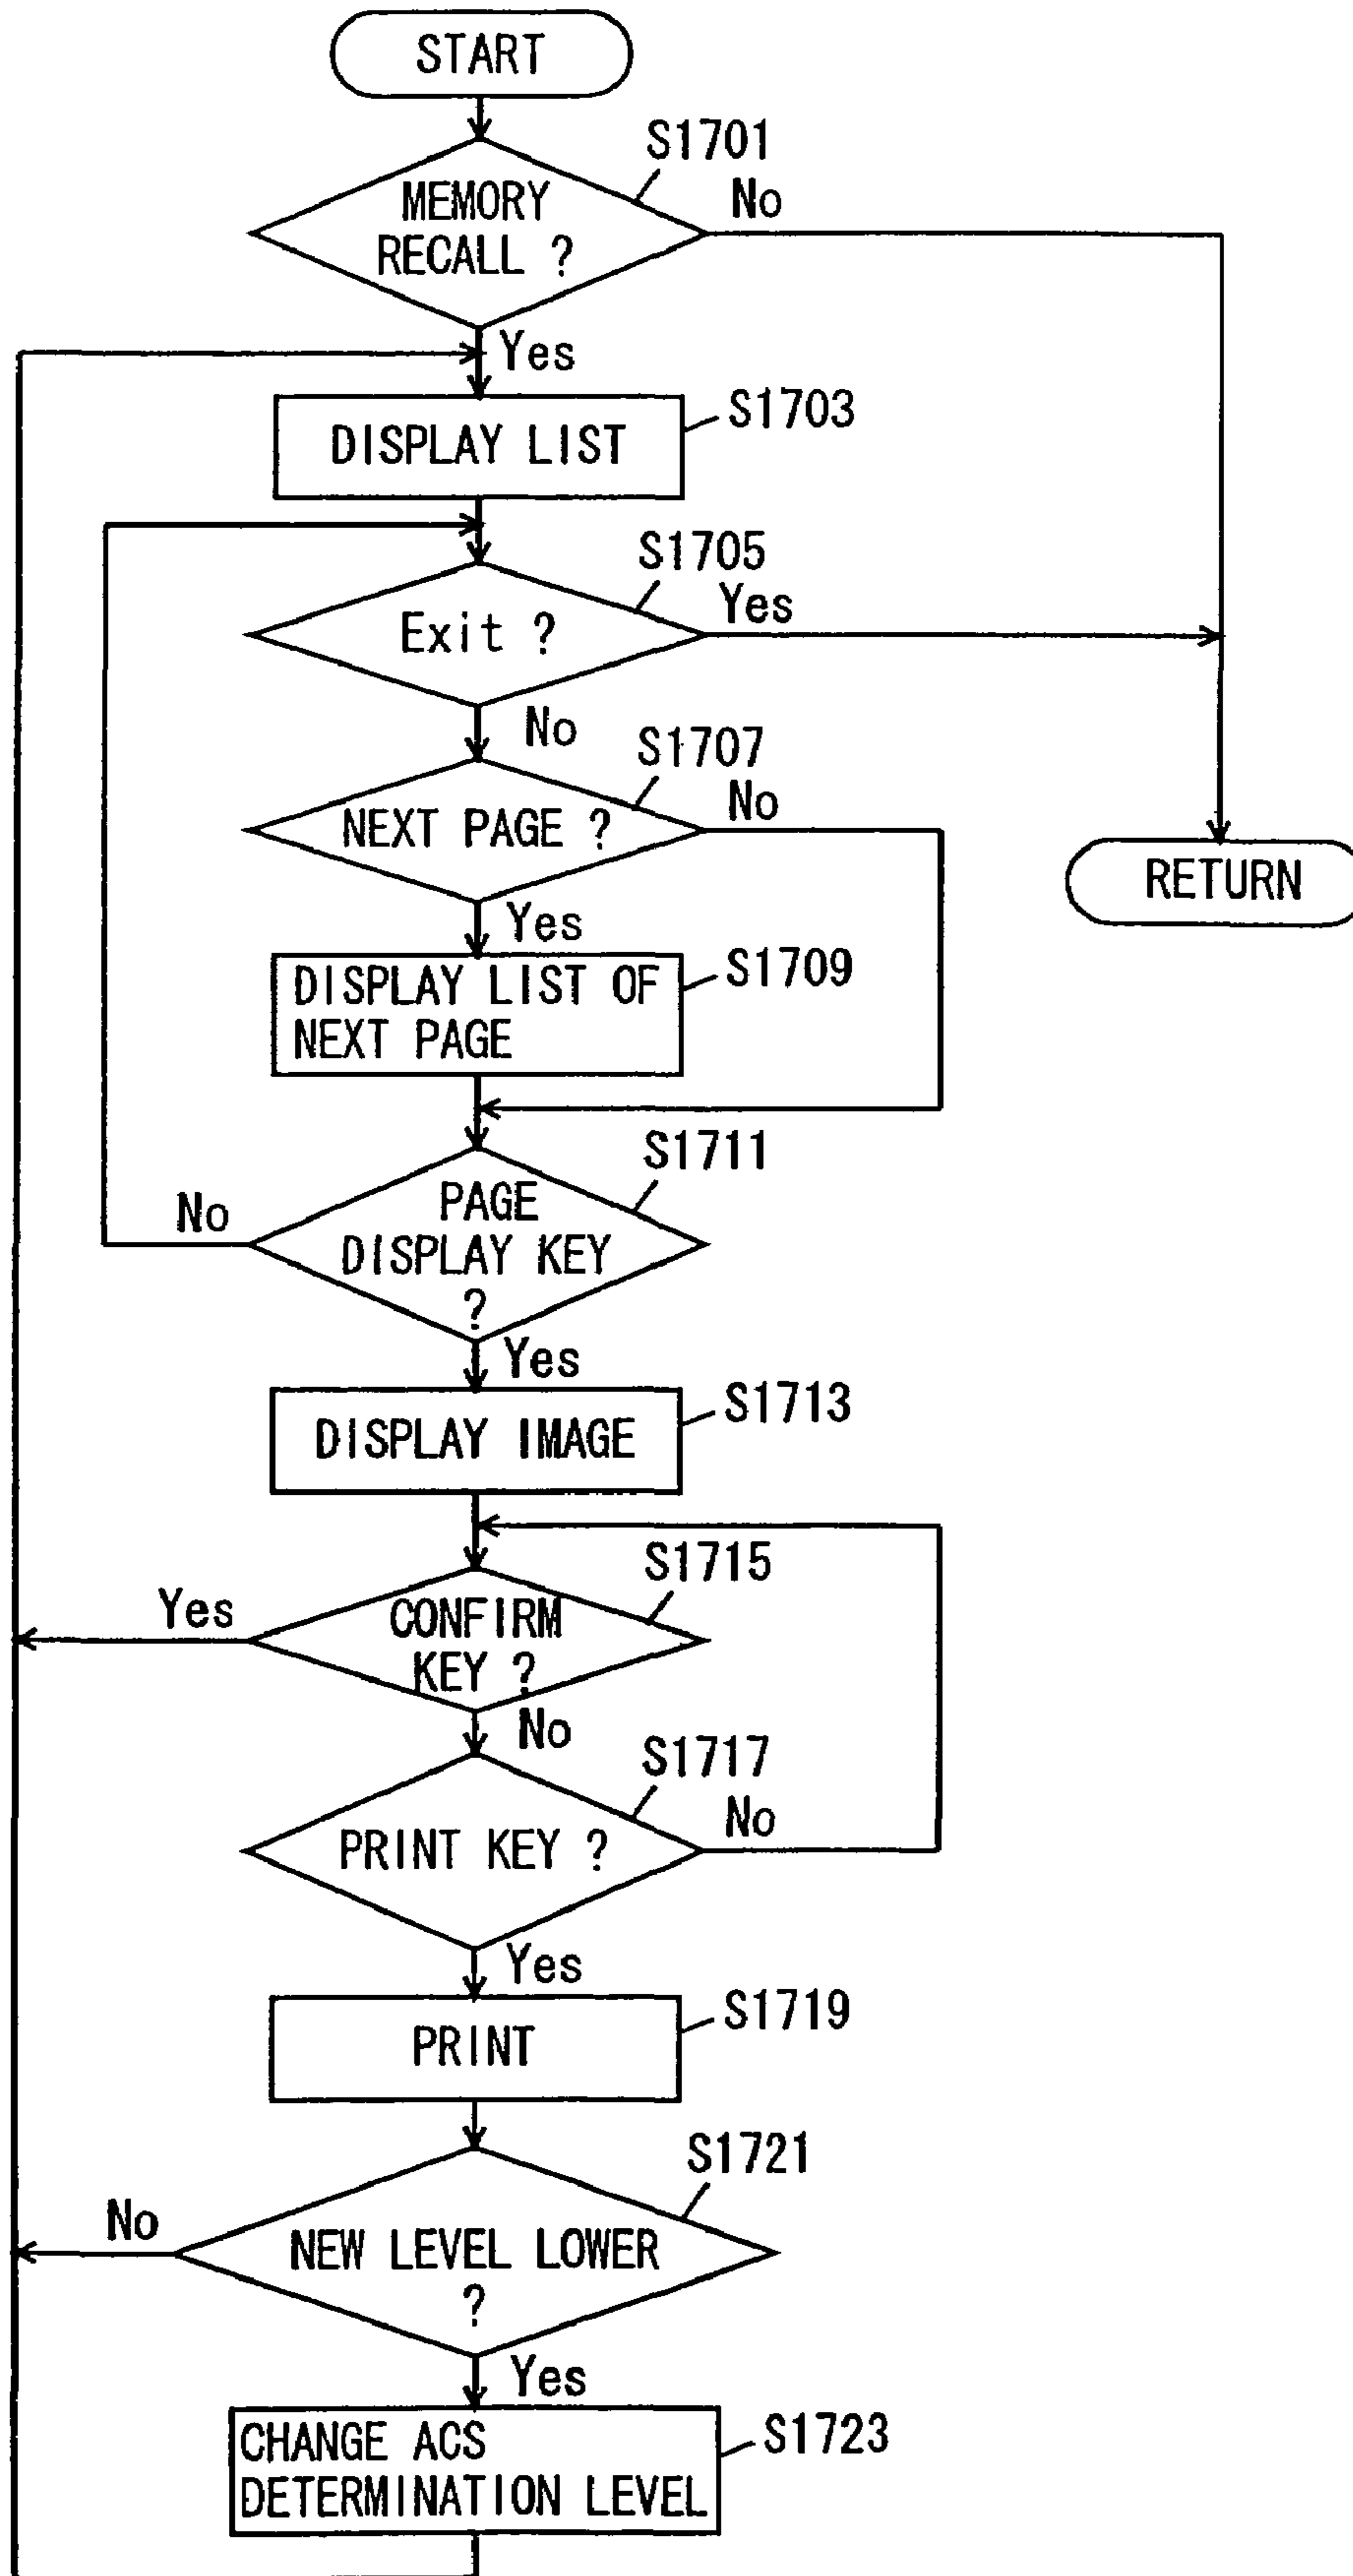 START
S1701
MEMORY
RECALL ?
No
Yes
DISPLAY LIST
S1703
S1705
Exit ?
Yes
No
S1707
NEXT PAGE ?
No
RETURN
Yes
DISPLAY LIST OF
NEXT PAGE
S1709
S1711
PAGE
DISPLAY KEY
?
No
Yes
DISPLAY IMAGE
S1713
S1715
Yes
CONFIRM
KEY ?
No
S1717
PRINT KEY ?
No
Yes
PRINT
S1719
S1721
No
NEW LEVEL LOWER
?
Yes
CHANGE ACS
DETERMINATION LEVEL
S1723